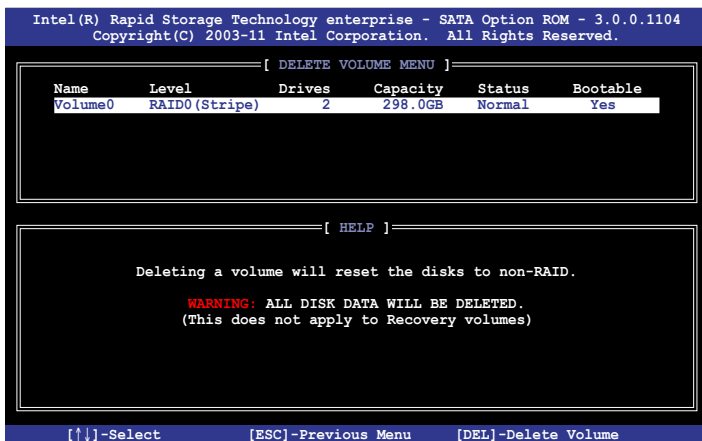 Intel(R) Rapid Storage Technology enterprise - SATA Option ROM - 3.0.0.1104
Copyright(C) 2003-11 Intel Corporation. All Rights Reserved.
[ DELETE VOLUME MENU ]
Name Level Drives Capacity Status Bootable
Volume0 RAID0(Stripe) 2 298.0GB Normal Yes
[ HELP ]
Deleting a volume will reset the disks to non-RAID.
WARNING: ALL DISK DATA WILL BE DELETED.
(This does not apply to Recovery volumes)
[↑↓]-Select [ESC]-Previous Menu [DEL]-Delete Volume